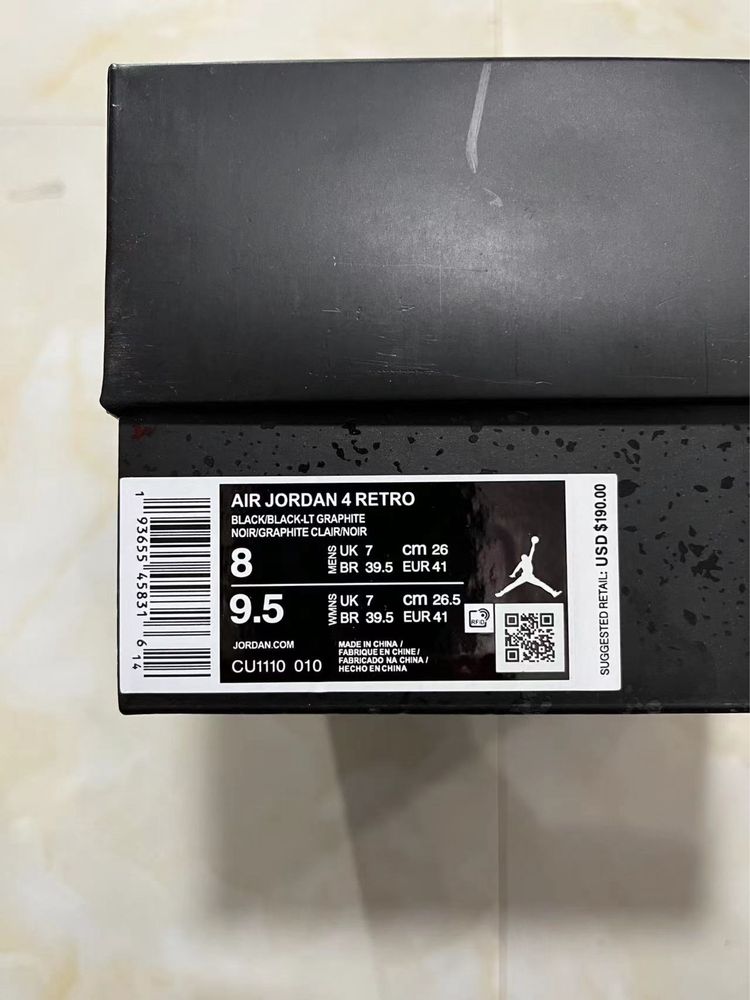 AIR JORDAN 4 RETRO
BLACK/BLACK-LT GRAPHITE
NOIR/GRAPHITE CLAIR/NOIR
8 MENS UK 7 cm 26
BR 39.5 EUR 41
9.5 WMNS UK 7 cm 26.5
BR 39.5 EUR 41
RFID
JORDAN.COM
CU1110 010
MADE IN CHINA /
FABRIQUE EN CHINE /
FABRICADO NA CHINA /
HECHO EN CHINA
1 93655 45831 6 14
SUGGESTED RETAIL: USD $190.00